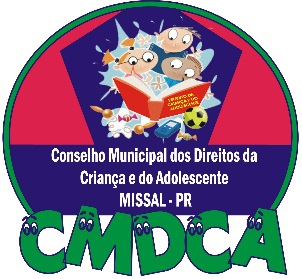 Conselho Municipal dos Direitos da
Criança e do Adolescente
MISSAL - PR
CMDCA